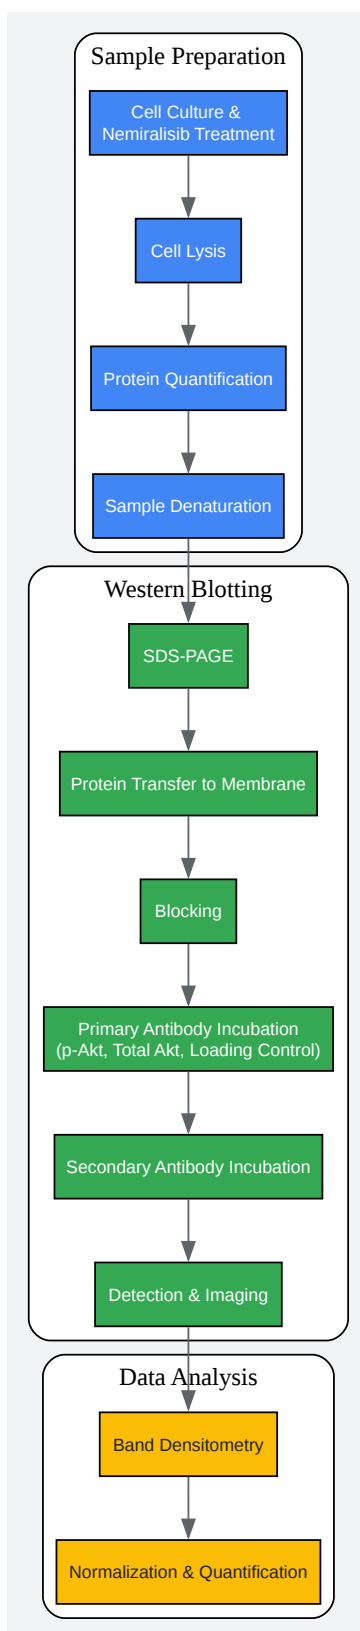 Sample Preparation
Cell Culture &
Nemiralisib Treatment
Cell Lysis
Protein Quantification
Sample Denaturation
Western Blotting
SDS-PAGE
Protein Transfer to Membrane
Blocking
Primary Antibody Incubation
(p-Akt, Total Akt, Loading Control)
Secondary Antibody Incubation
Detection & Imaging
Data Analysis
Band Densitometry
Normalization & Quantification